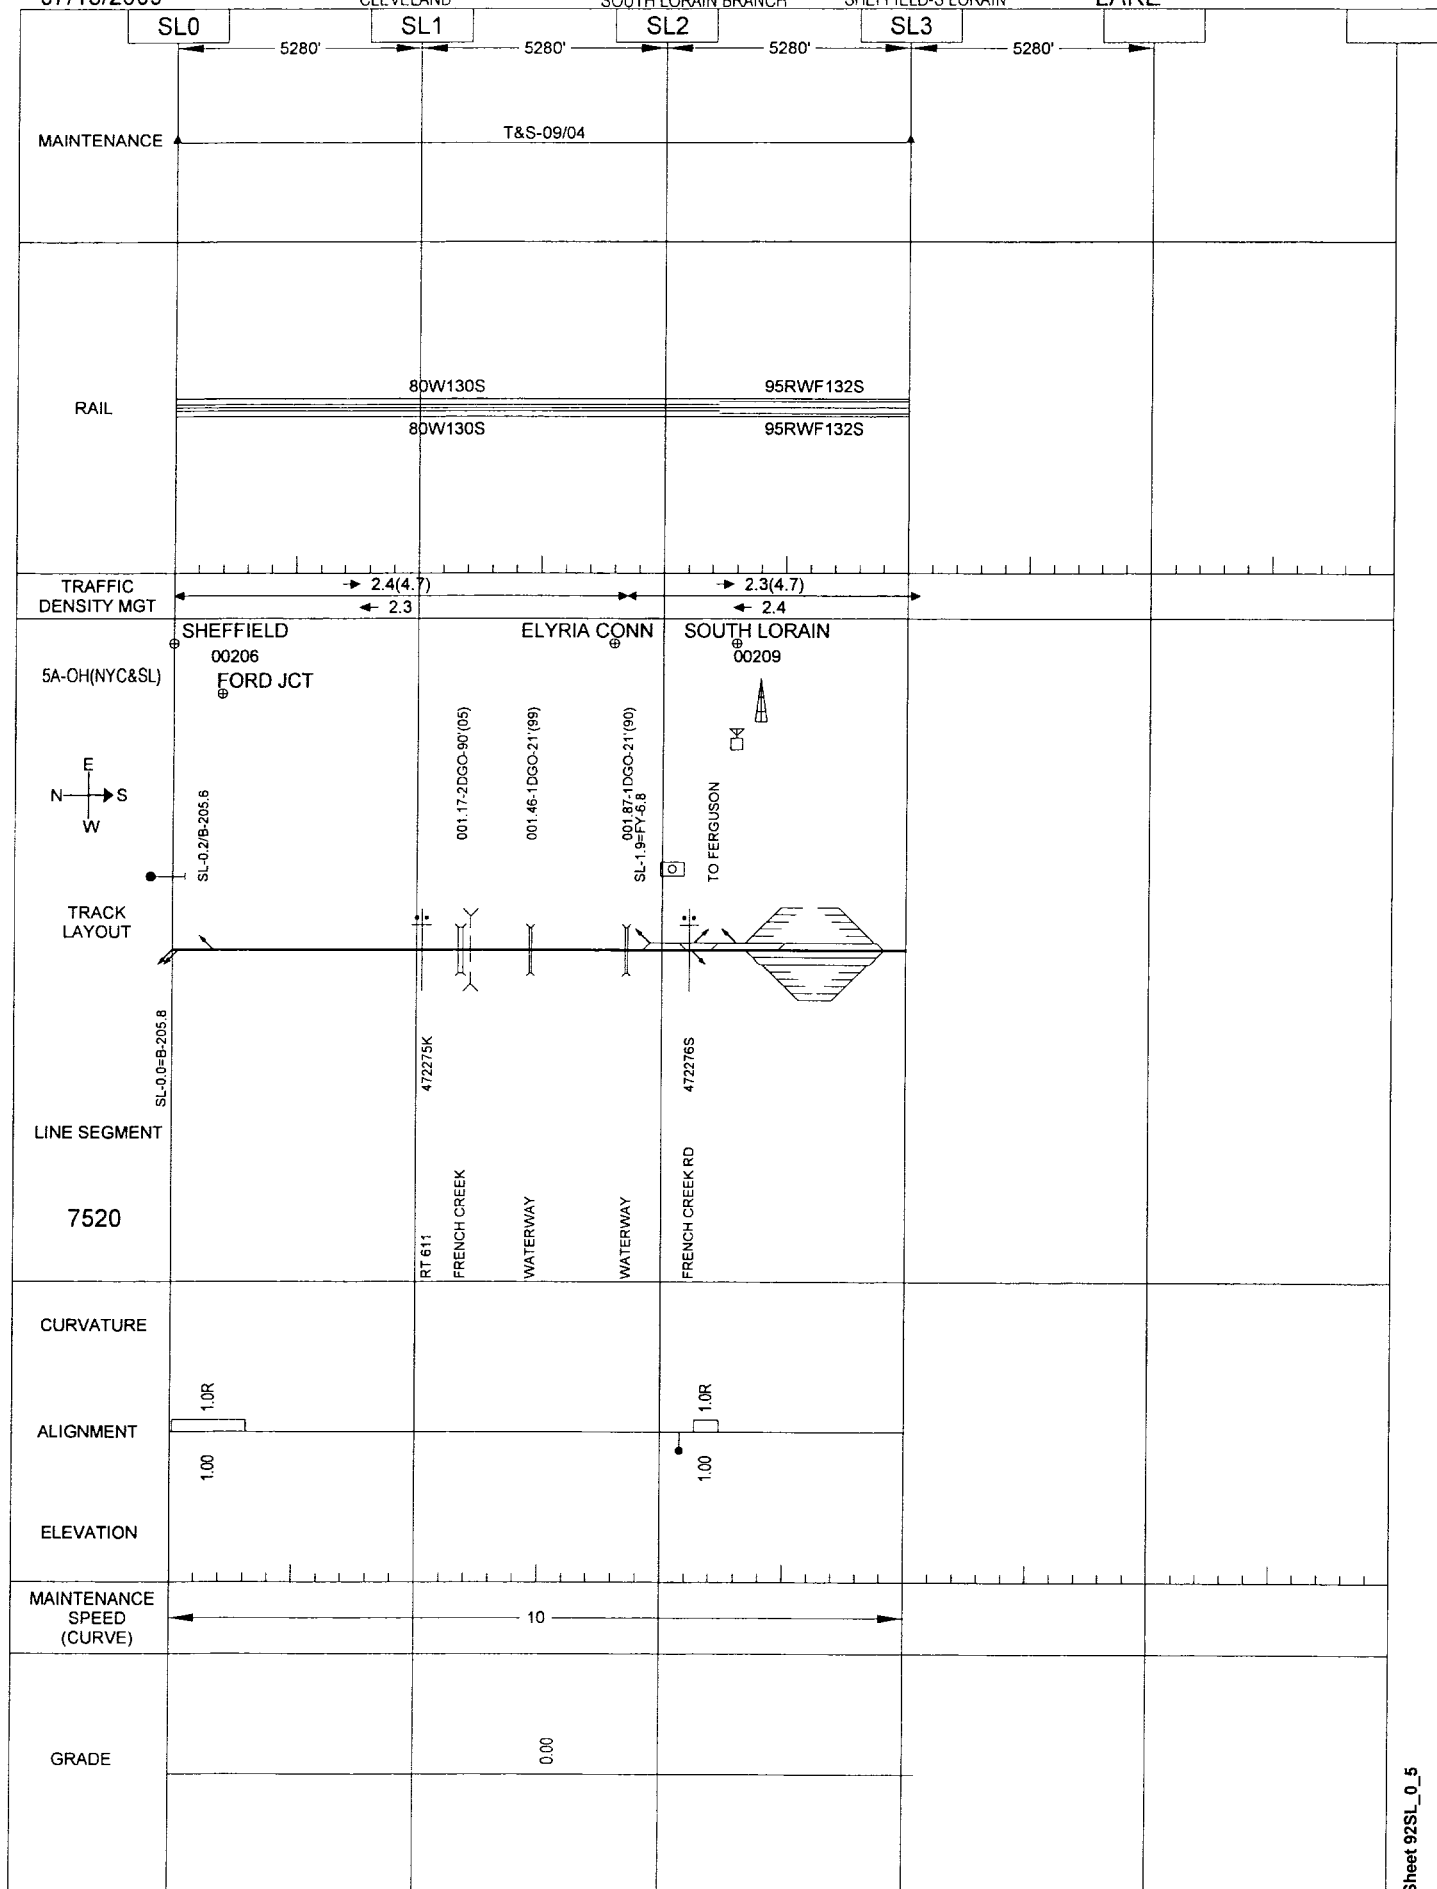 CLEVELAND SOUTH LORAIN BRANCH SHEFFIELD-S LORAIN LAKE
SL0 SL1 SL2 SL3
5280' 5280' 5280' 5280'
MAINTENANCE
T&S-09/04
RAIL
80W130S 95RWF132S
80W130S 95RWF132S
TRAFFIC
DENSITY MGT
2.4(4.7) 2.3(4.7)
2.3 2.4
SHEFFIELD ELYRIA CONN SOUTH LORAIN
00206 00209
5A-OH(NYC&SL)
FORD JCT
E
N S
W
SL-0.2/B-205.6
001.17-2DGO-90'(05)
001.46-1DGO-21'(99)
001.87-1DGO-21'(90)
SL-1.9=FY-6.8
TO FERGUSON
TRACK
LAYOUT
SL-0.0=B-205.8
472275K
472276S
LINE SEGMENT
7520
RT 611
FRENCH CREEK
WATERWAY
WATERWAY
FRENCH CREEK RD
CURVATURE
1.0R 1.0R
ALIGNMENT
1.00 1.00
ELEVATION
MAINTENANCE
SPEED
(CURVE)
10
GRADE
0.00
Sheet 92SL_0_5